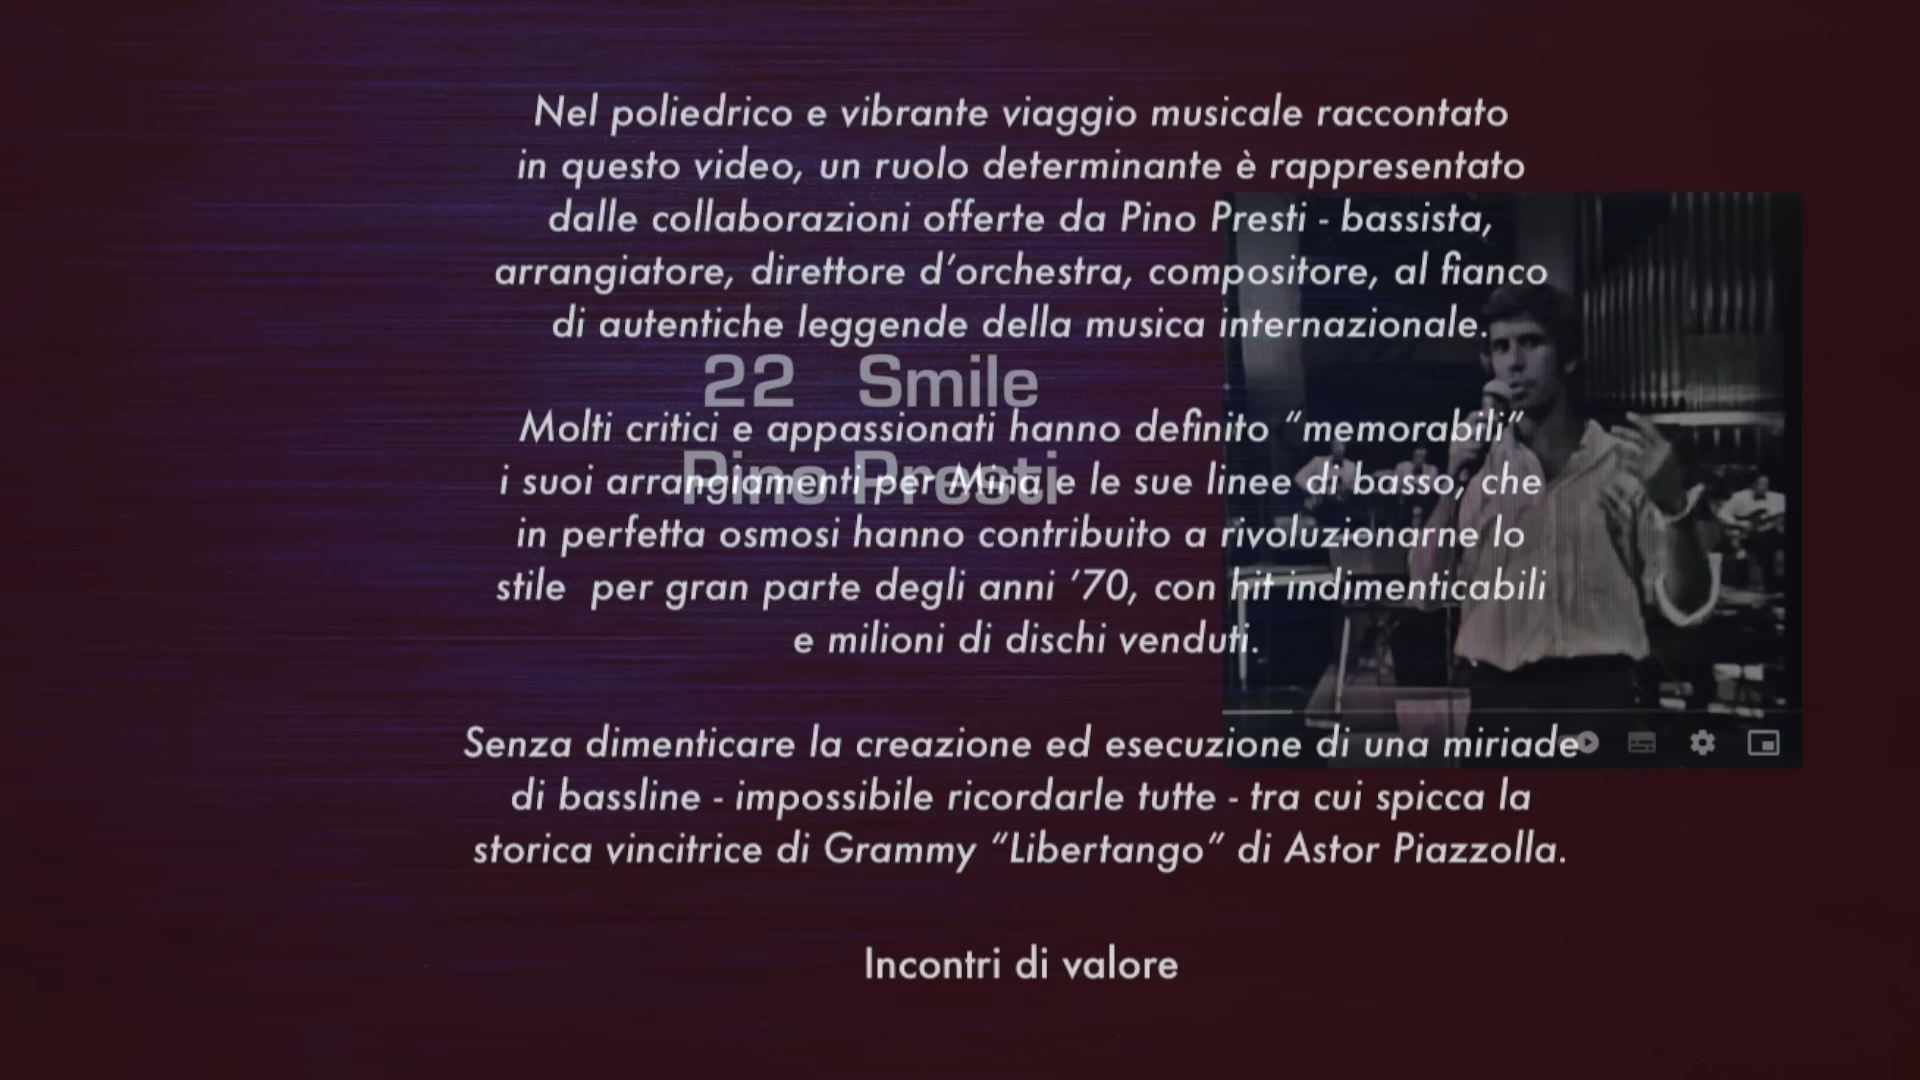 Nel poliedrico e vibrante viaggio musicale raccontato
in questo video, un ruolo determinante è rappresentato
dalle collaborazioni offerte da Pino Presti - bassista,
arrangiatore, direttore d’orchestra, compositore, al fianco
di autentiche leggende della musica internazionale.
22 Smile
Molti critici e appassionati hanno definito “memorabili”
Pino Presti
i suoi arrangiamenti per Mina e le sue linee di basso, che
in perfetta osmosi hanno contribuito a rivoluzionarne lo
stile per gran parte degli anni ’70, con hit indimenticabili
e milioni di dischi venduti.
Senza dimenticare la creazione ed esecuzione di una miriade
di bassline - impossibile ricordarle tutte - tra cui spicca la
storica vincitrice di Grammy “Libertango” di Astor Piazzolla.
Incontri di valore